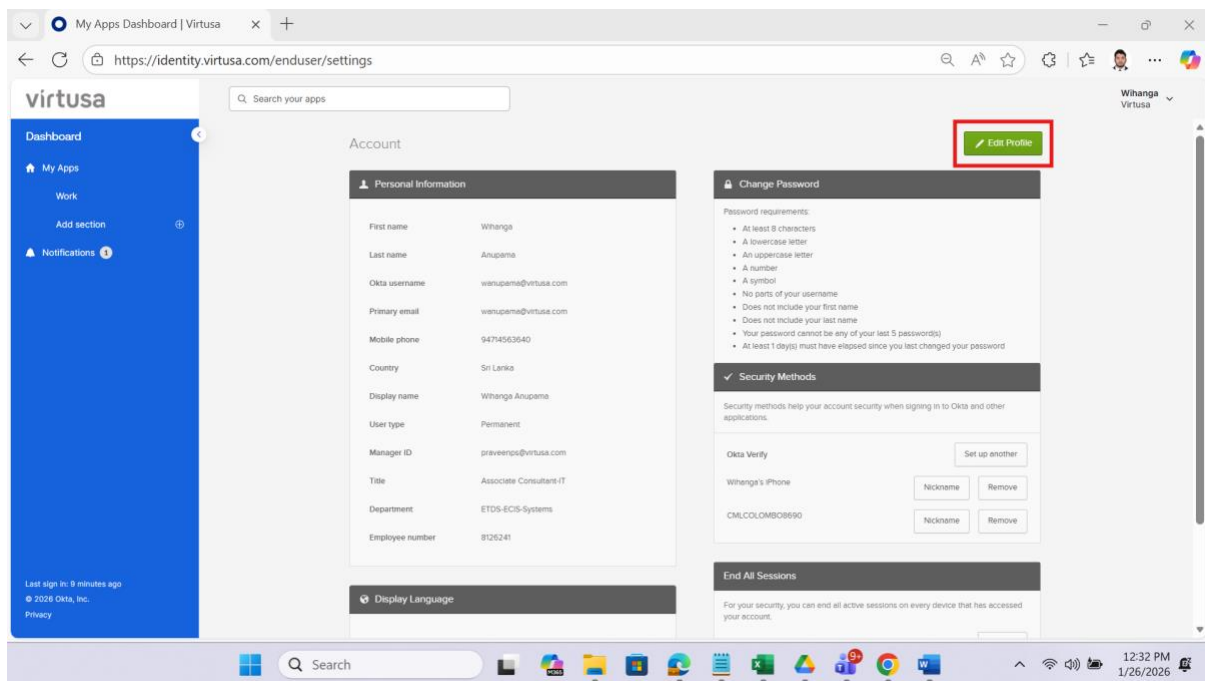 My Apps Dashboard | Virtusa
https://identity.virtusa.com/enduser/settings
virtusa
Search your apps
Wihanga
Virtusa
Dashboard
My Apps
Work
Add section
Notifications 1
Last sign in: 9 minutes ago
© 2026 Okta, Inc.
Privacy
Account
Edit Profile
Personal Information
First name Wihanga
Last name Anupama
Okta username wanupama@virtusa.com
Primary email wanupama@virtusa.com
Mobile phone 94714563640
Country Sri Lanka
Display name Wihanga Anupama
User type Permanent
Manager ID praveenps@virtusa.com
Title Associate Consultant-IT
Department ETDS-ECIS-Systems
Employee number 8126241
Display Language
Change Password
Password requirements:
• At least 8 characters
• A lowercase letter
• An uppercase letter
• A number
• A symbol
• No parts of your username
• Does not include your first name
• Does not include your last name
• Your password cannot be any of your last 5 password(s)
• At least 1 day(s) must have elapsed since you last changed your password
Security Methods
Security methods help your account security when signing in to Okta and other
applications.
Okta Verify Set up another
Wihanga's iPhone Nickname Remove
CMLCOLOMBO8690 Nickname Remove
End All Sessions
For your security, you can end all active sessions on every device that has accessed
your account.
Search
M365
9+
12:32 PM
1/26/2026